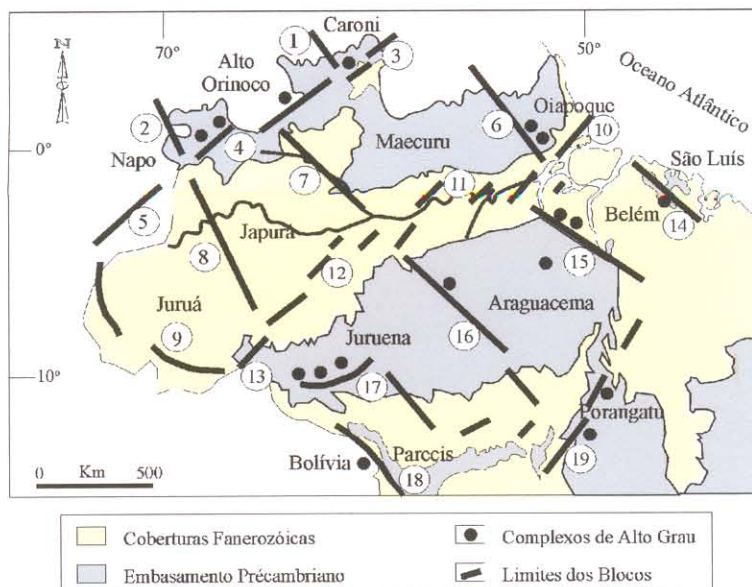 Caroni
70°
50°
1
3
Alto
Orinoco
Oceano Atlântico
N
Oiapoque
2
6
10
4
Maecuru
São Luís
0°
Napo
7
11
5
Belém
14
Japurá
8
15
12
Araguacema
Juruá
16
9
Juruena
10°
13
17
Porangatu
Parecis
0 Km 500
Bolívia
18
19
Coberturas Fanerozóicas
Complexos de Alto Grau
Embasamento Précambriano
Limites dos Blocos